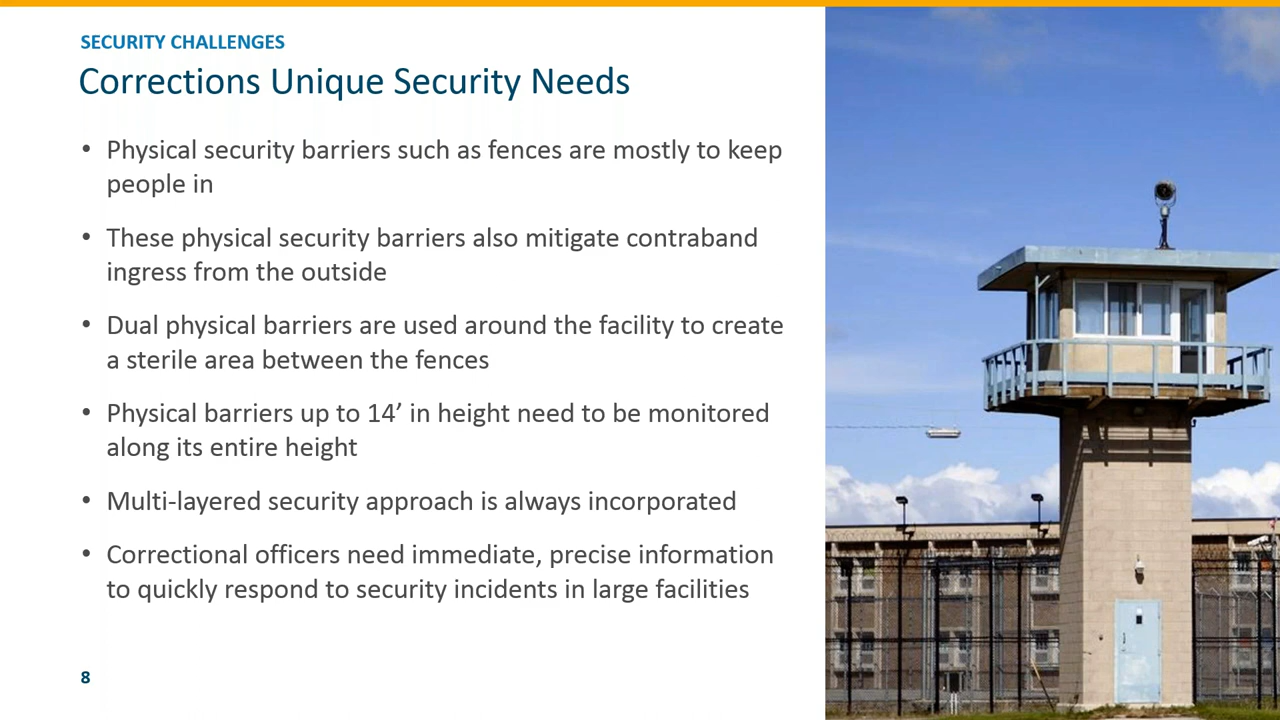 SECURITY CHALLENGES
Corrections Unique Security Needs
• Physical security barriers such as fences are mostly to keep
people in
• These physical security barriers also mitigate contraband
ingress from the outside
• Dual physical barriers are used around the facility to create
a sterile area between the fences
• Physical barriers up to 14’ in height need to be monitored
along its entire height
• Multi-layered security approach is always incorporated
• Correctional officers need immediate, precise information
to quickly respond to security incidents in large facilities
8